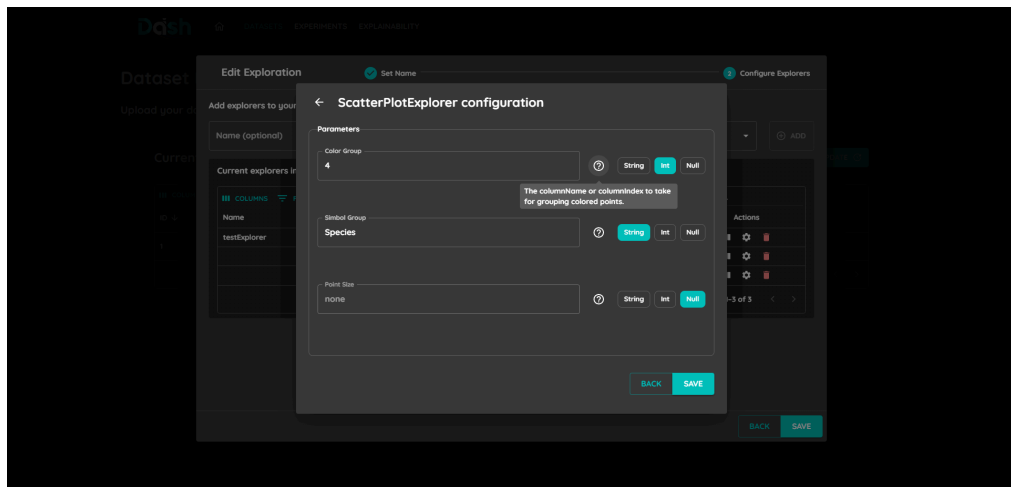 Dash
DATASETS EXPERIMENTS EXPLAINABILITY
Dataset
Upload your d
Curren
Edit Exploration
Set Name
2 Configure Explorers
Add explorers to your
Name (optional)
ADD
Current explorers in
COLUMNS
Name
Actions
testExplorer
-3 of 3
BACK SAVE
ScatterPlotExplorer configuration
Parameters
Color Group
4
String Int Null
The columnName or columnIndex to take
for grouping colored points.
Simbol Group
Species
String Int Null
Point Size
none
String Int Null
BACK SAVE